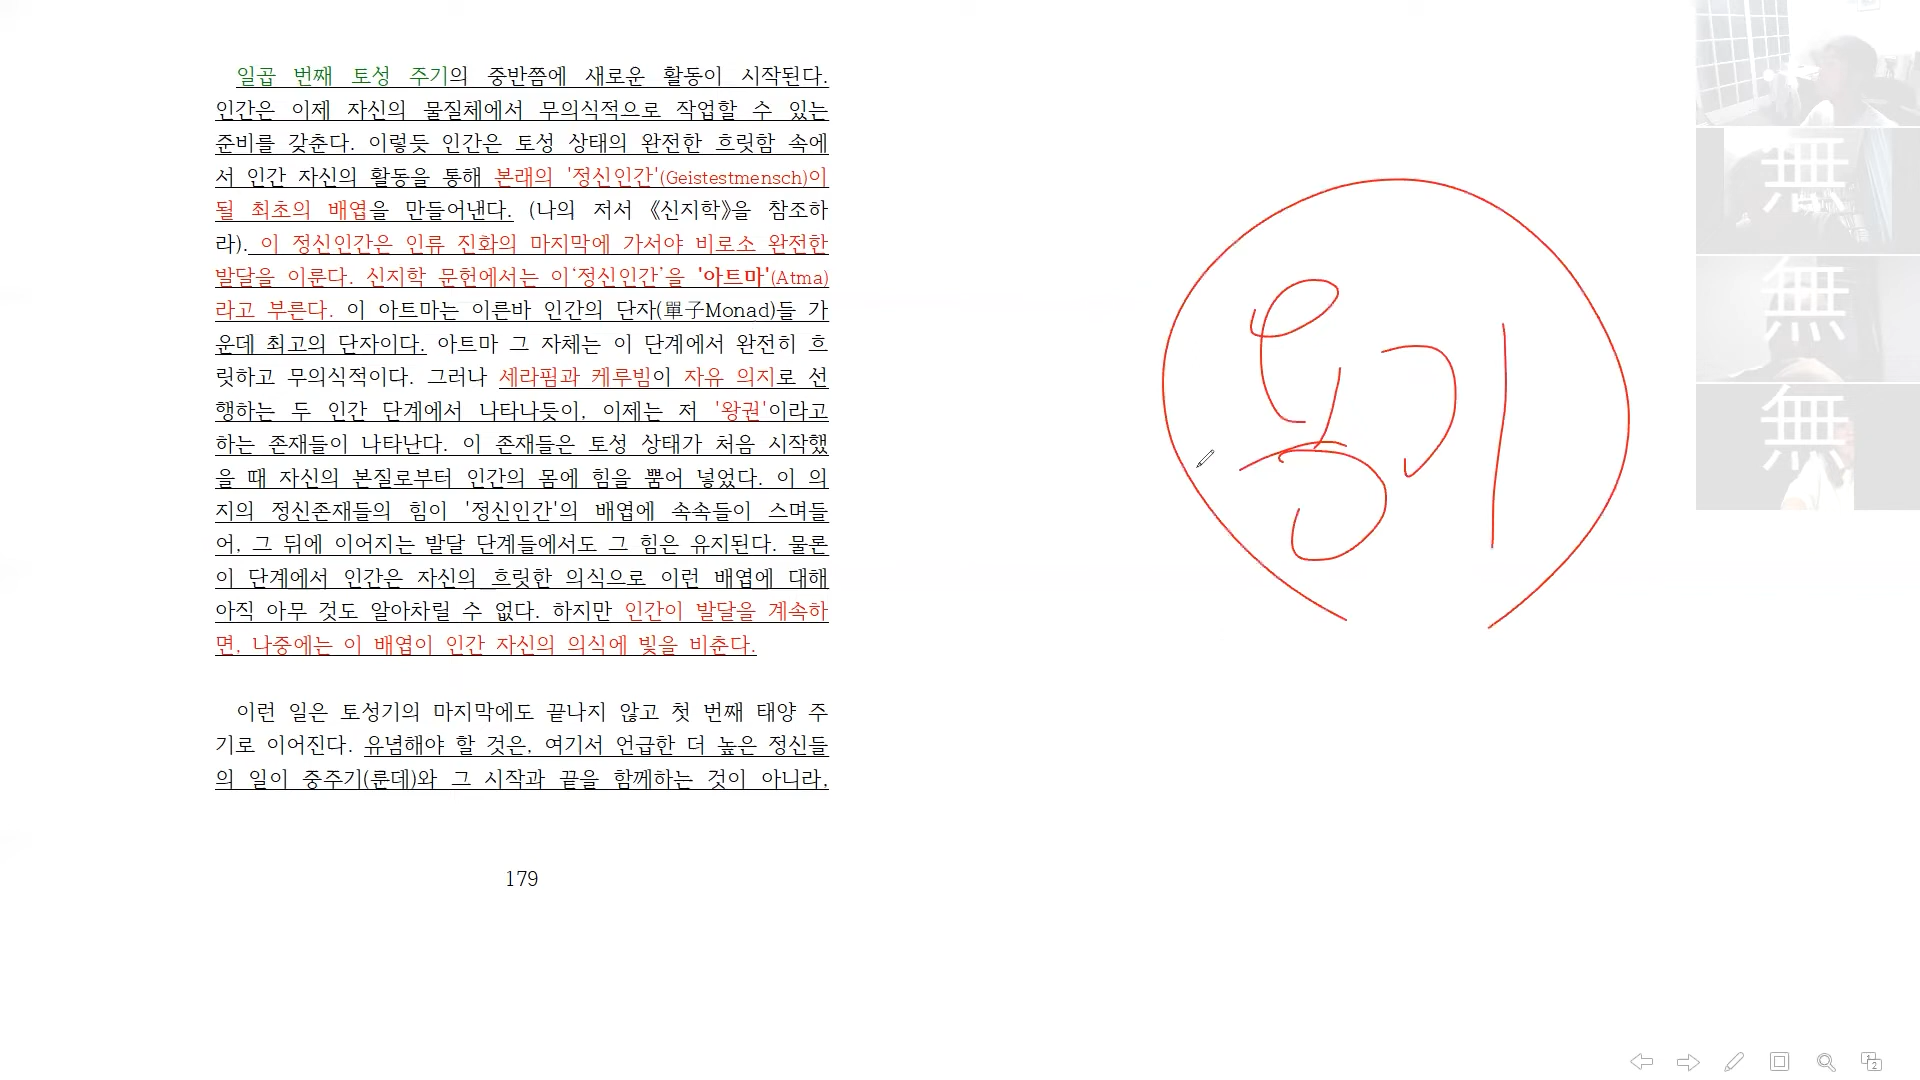 일곱 번째 토성 주기의 중반쯤에 새로운 활동이 시작된다.
인간은 이제 자신의 물질체에서 무의식적으로 작업할 수 있는
준비를 갖춘다. 이렇듯 인간은 토성 상태의 완전한 흐릿함 속에
서 인간 자신의 활동을 통해 본래의 '정신인간'(Geistestmensch)이
될 최초의 배엽을 만들어낸다. (나의 저서 《신지학》을 참조하
라). 이 정신인간은 인류 진화의 마지막에 가서야 비로소 완전한
발달을 이룬다. 신지학 문헌에서는 이‘정신인간’을 '아트마'(Atma)
라고 부른다. 이 아트마는 이른바 인간의 단자(單子Monad)들 가
운데 최고의 단자이다. 아트마 그 자체는 이 단계에서 완전히 흐
릿하고 무의식적이다. 그러나 세라핌과 케루빔이 자유 의지로 선
행하는 두 인간 단계에서 나타나듯이, 이제는 저 '왕권'이라고
하는 존재들이 나타난다. 이 존재들은 토성 상태가 처음 시작했
을 때 자신의 본질로부터 인간의 몸에 힘을 뿜어 넣었다. 이 의
지의 정신존재들의 힘이 '정신인간'의 배엽에 속속들이 스며들
어, 그 뒤에 이어지는 발달 단계들에서도 그 힘은 유지된다. 물론
이 단계에서 인간은 자신의 흐릿한 의식으로 이런 배엽에 대해
아직 아무 것도 알아차릴 수 없다. 하지만 인간이 발달을 계속하
면, 나중에는 이 배엽이 인간 자신의 의식에 빛을 비춘다.
이런 일은 토성기의 마지막에도 끝나지 않고 첫 번째 태양 주
기로 이어진다. 유념해야 할 것은, 여기서 언급한 더 높은 정신들
의 일이 중주기(룬데)와 그 시작과 끝을 함께하는 것이 아니라,
179
無
無
無